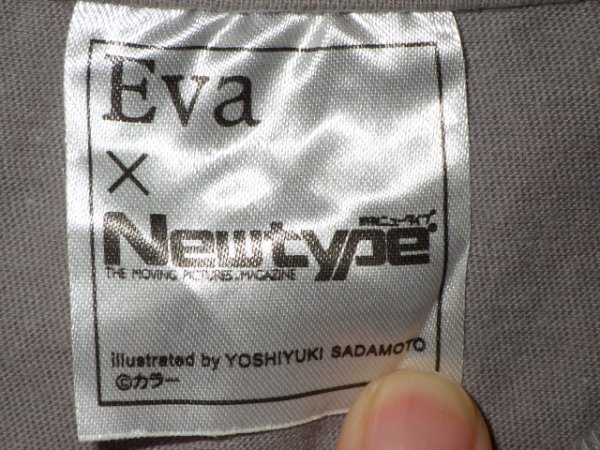 Eva
×
月刊ニュータイプ
Newtype
THE MOVING PICTURES MAGAZINE
illustrated by YOSHIYUKI SADAMOTO
©カラー